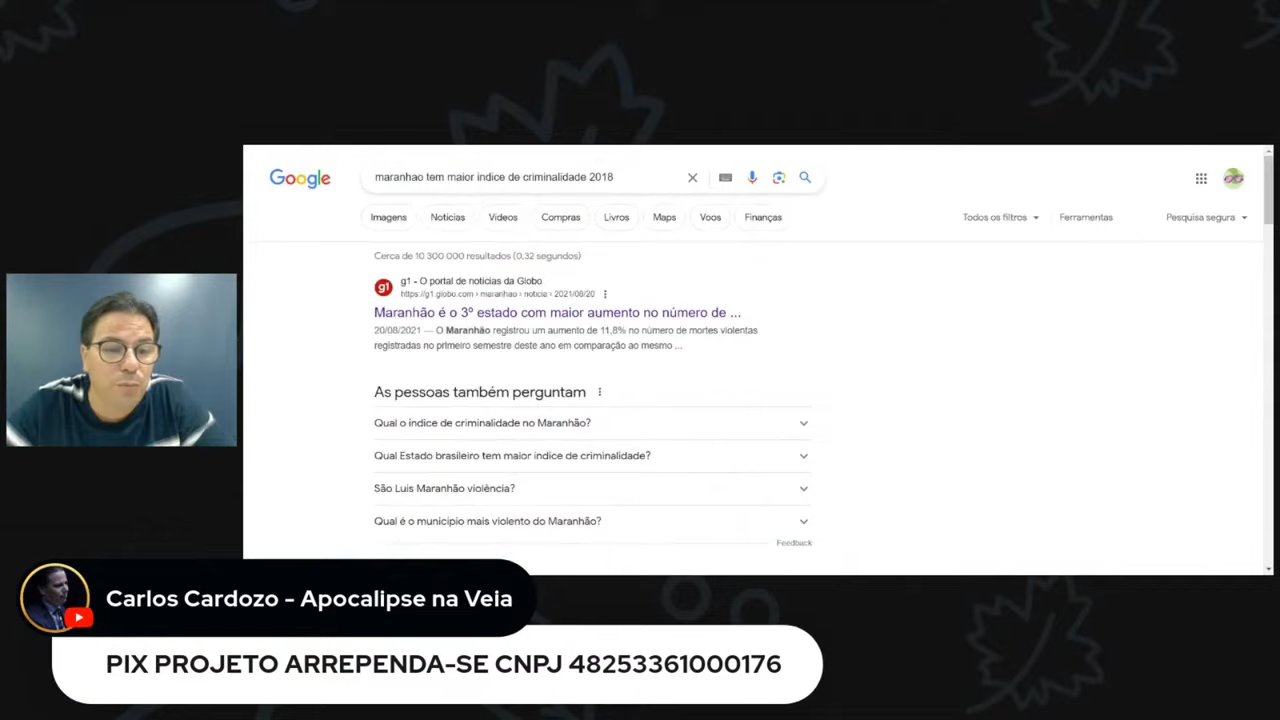 Google
maranhao tem maior indice de criminalidade 2018
Imagens
Notícias
Vídeos
Compras
Livros
Maps
Voos
Finanças
Todos os filtros
Ferramentas
Pesquisa segura
Cerca de 10 300 000 resultados (0,32 segundos)
g1
g1 - O portal de notícias da Globo
https://g1.globo.com › maranhao › noticia › 2021/08/20
Maranhão é o 3º estado com maior aumento no número de ...
20/08/2021 — O Maranhão registrou um aumento de 11,8% no número de mortes violentas
registradas no primeiro semestre deste ano em comparação ao mesmo ...
As pessoas também perguntam
Qual o índice de criminalidade no Maranhão?
Qual Estado brasileiro tem maior índice de criminalidade?
São Luís Maranhão violência?
Qual é o município mais violento do Maranhão?
Feedback
Carlos Cardozo - Apocalipse na Veia
PIX PROJETO ARREPENDA-SE CNPJ 48253361000176